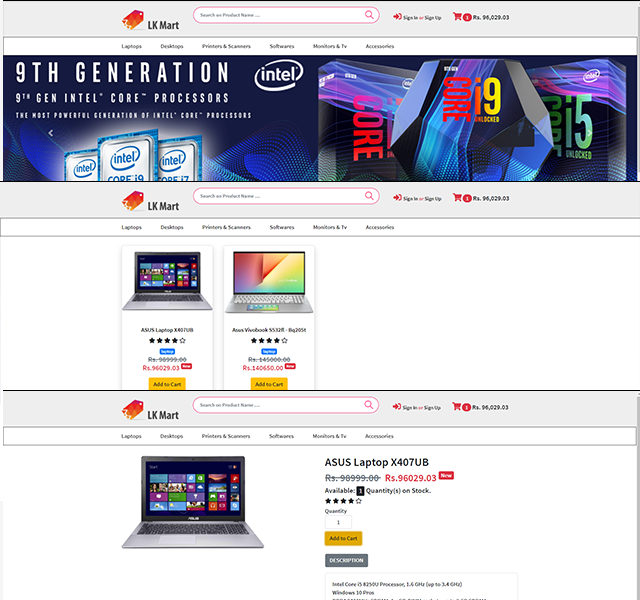 LK Mart
Search on Product Name ....
Sign In or Sign Up
1 Rs. 96,029.03
Laptops Desktops Printers & Scanners Softwares Monitors & Tv Accessories
9TH GENERATION
9TH GEN INTEL® CORE™ PROCESSORS
THE MOST POWERFUL GENERATION OF INTEL® CORE™ PROCESSORS
intel
intel
CORE i9
intel
CORE i7
CORE
9th GEN
CORE i9
UNLOCKED
intel
i5
UNLOCKED
LK Mart
Search on Product Name ....
Sign In or Sign Up
1 Rs. 96,029.03
Laptops Desktops Printers & Scanners Softwares Monitors & Tv Accessories
ASUS Laptop X407UB
laptop
Rs. 98999.00
Rs.96029.03 New
Add to Cart
Asus Vivobook S532fl - Bq205t
laptop
Rs. 145000.00
Rs.140650.00 New
Add to Cart
LK Mart
Search on Product Name ....
Sign In or Sign Up
1 Rs. 96,029.03
Laptops Desktops Printers & Scanners Softwares Monitors & Tv Accessories
Start
ASUS
ASUS Laptop X407UB
Rs. 98999.00 Rs.96029.03 New
Available: 1 Quantity(s) on Stock.
Quantity
1
Add to Cart
DESCRIPTION
Intel Core i5 8250U Processor, 1.6 GHz (up to 3.4 GHz)
Windows 10 Pros